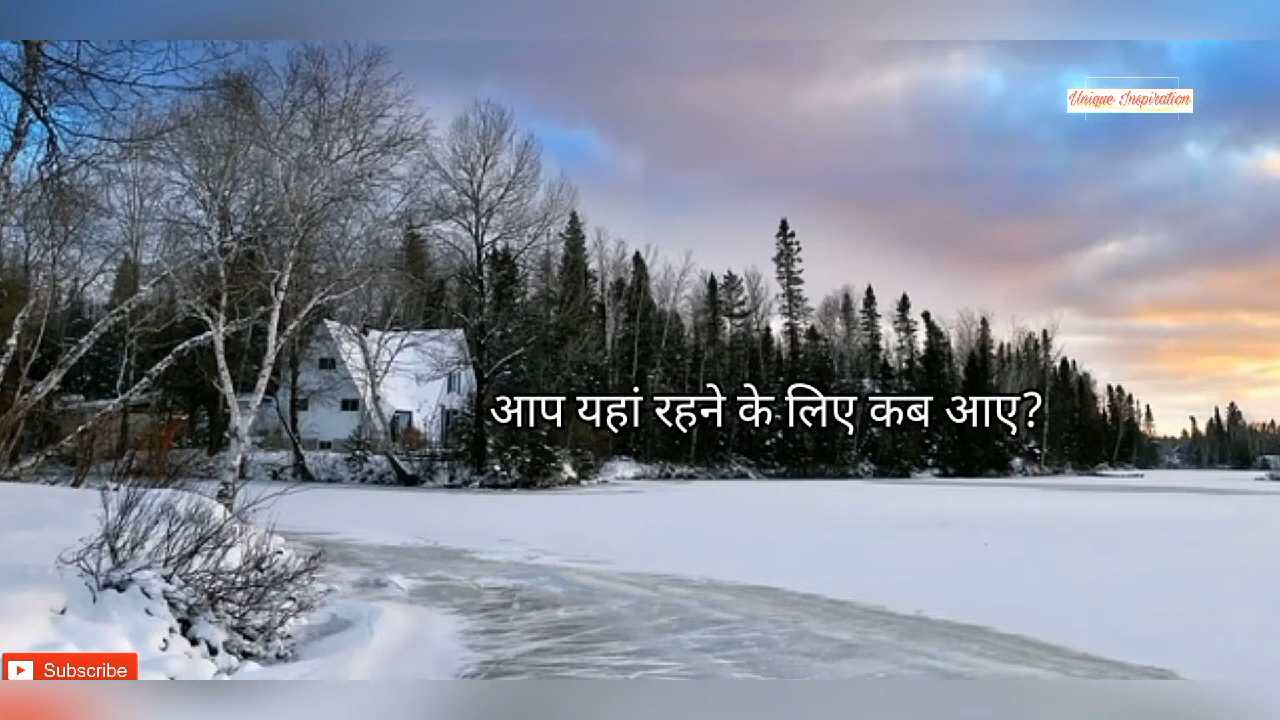 Unique Inspiration
आप यहां रहने के लिए कब आए?
Subscribe